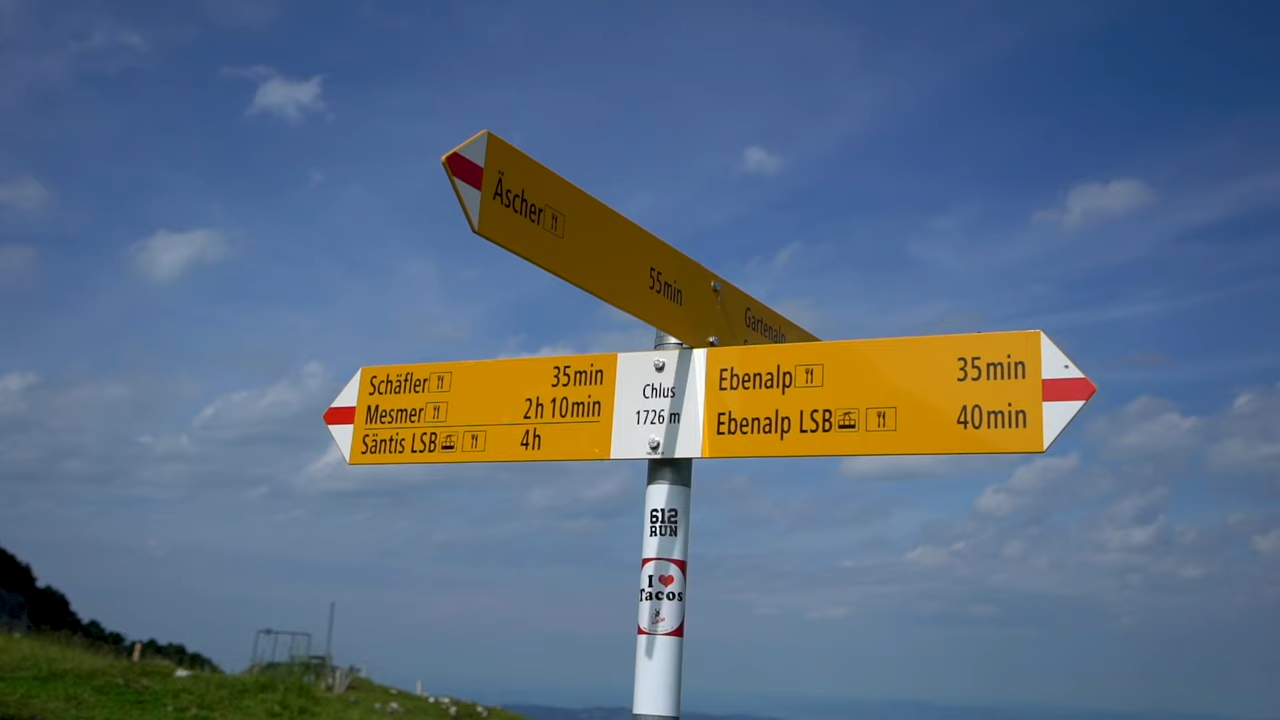 Äscher
55min
Gartenalp
Schäfler 35min
Mesmer 2h 10min
Säntis LSB 4h
Chlus
1726 m
Ebenalp 35min
Ebenalp LSB 40min
612
RUN
I ❤
Tacos